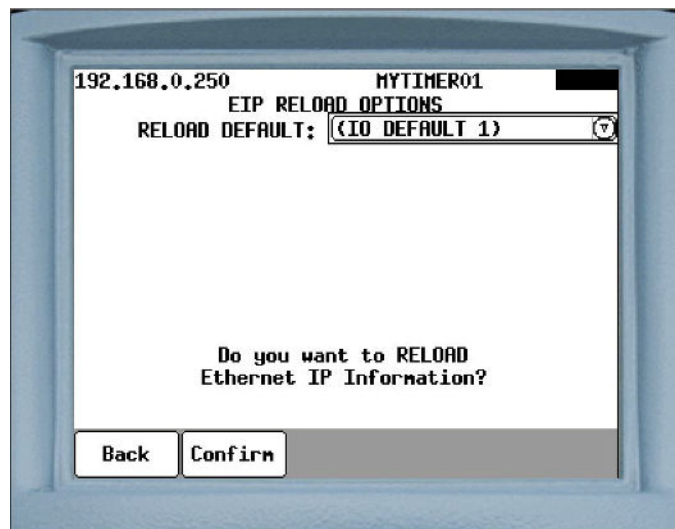 192.168.0.250 MYTIMER01
EIP RELOAD OPTIONS
RELOAD DEFAULT: (IO DEFAULT 1)
Do you want to RELOAD
Ethernet IP Information?
Back Confirm